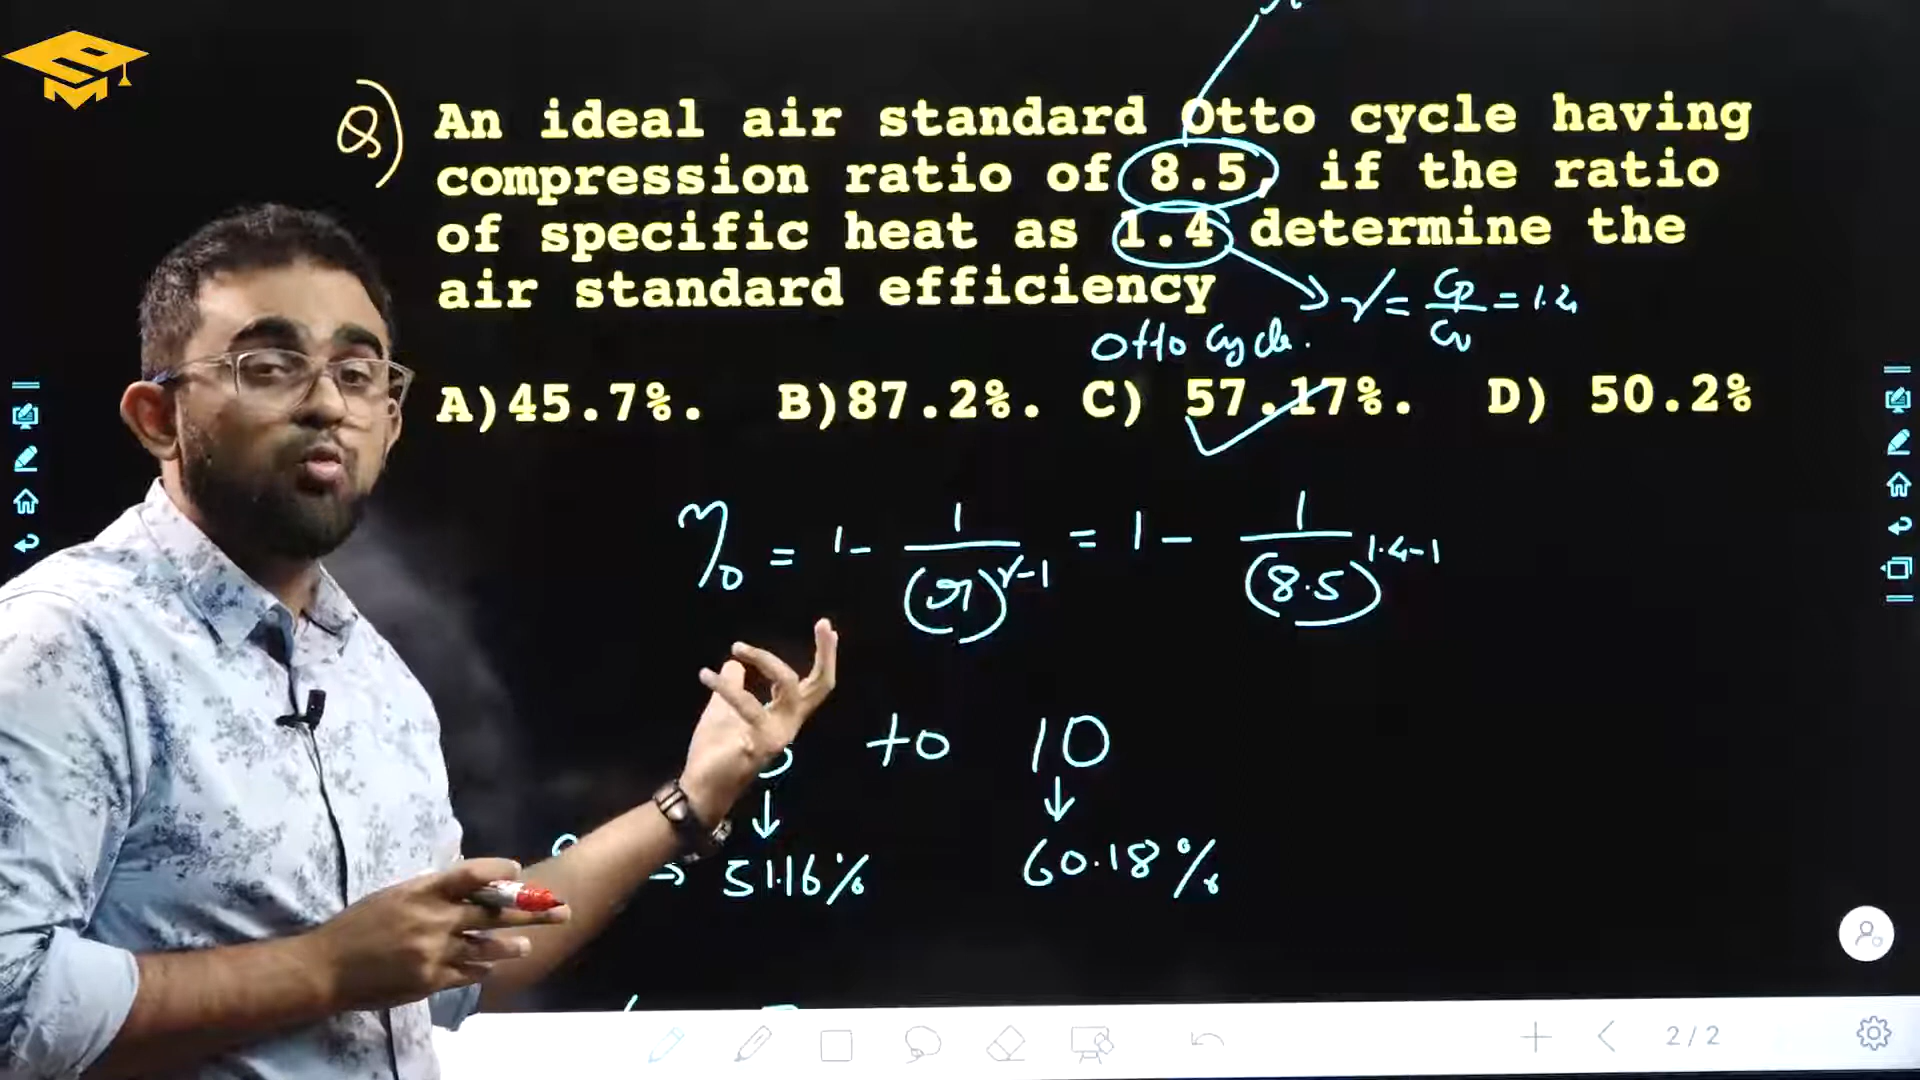 Q) An ideal air standard Otto cycle having
compression ratio of 8.5, if the ratio
of specific heat as 1.4 determine the
air standard efficiency
γ = Cp/Cv = 1.4
Otto cycle.
A)45.7%. B)87.2%. C) 57.17%. D) 50.2%
η₀ = 1 - 1/(r)^γ-1 = 1 - 1/(8.5)^1.4-1
to 10
→ 51.16% 60.18%
2/2